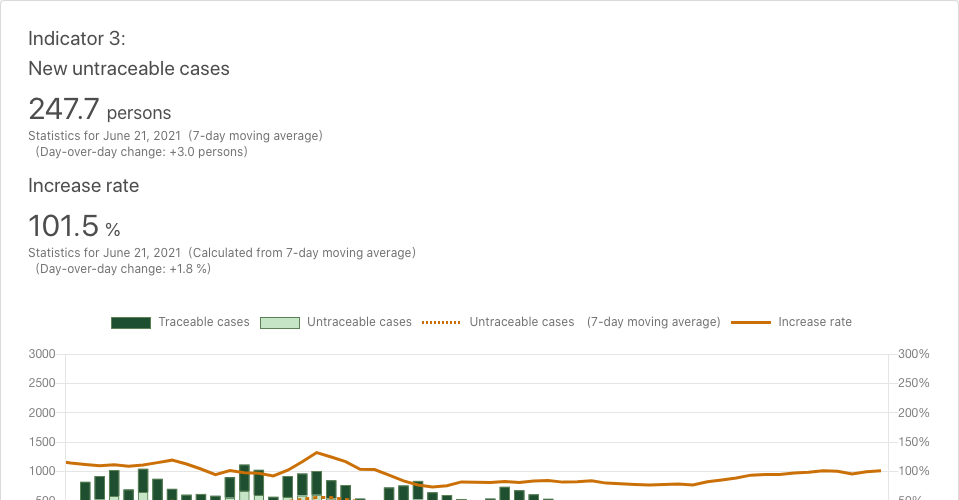 Indicator 3:
New untraceable cases
247.7 persons
Statistics for June 21, 2021 (7-day moving average)
(Day-over-day change: +3.0 persons)
Increase rate
101.5 %
Statistics for June 21, 2021 (Calculated from 7-day moving average)
(Day-over-day change: +1.8 %)
Traceable cases Untraceable cases Untraceable cases (7-day moving average) Increase rate
3000 300%
2500 250%
2000 200%
1500 150%
1000 100%
500 50%